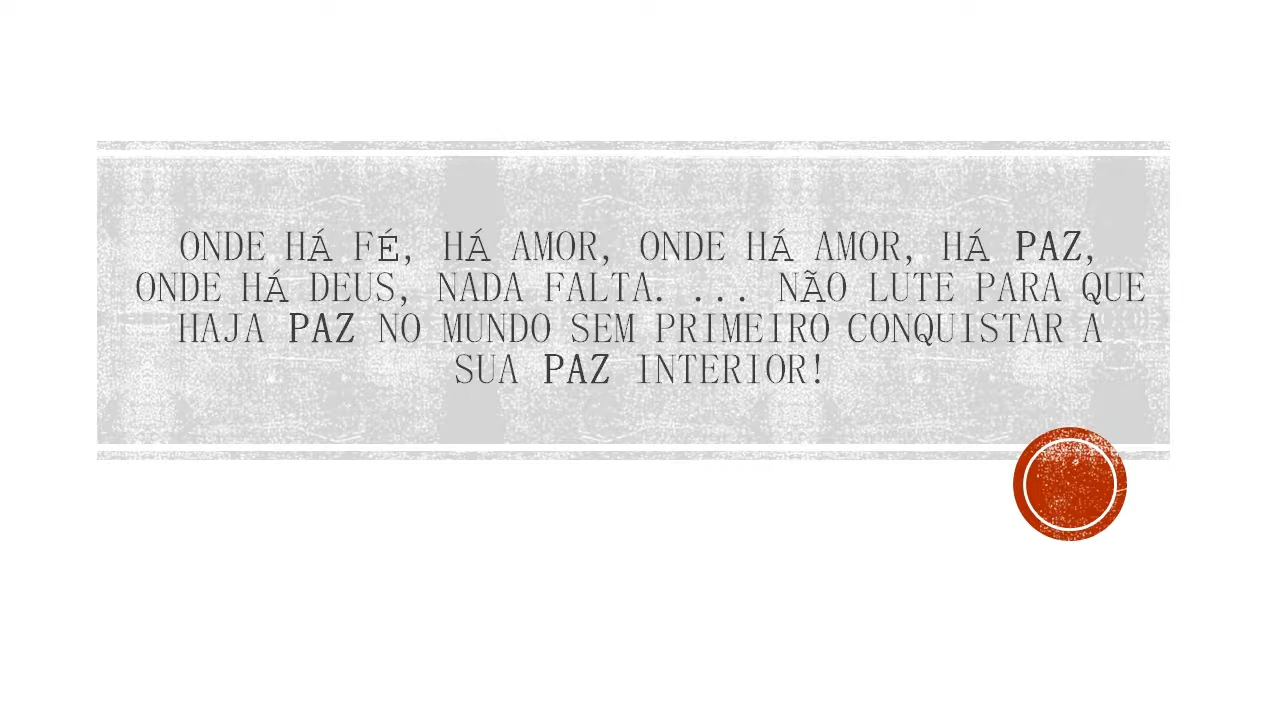 ONDE HÁ FÉ, HÁ AMOR, ONDE HÁ AMOR, HÁ PAZ,
ONDE HÁ DEUS, NADA FALTA. ... NÃO LUTE PARA QUE
HAJA PAZ NO MUNDO SEM PRIMEIRO CONQUISTAR A
SUA PAZ INTERIOR!